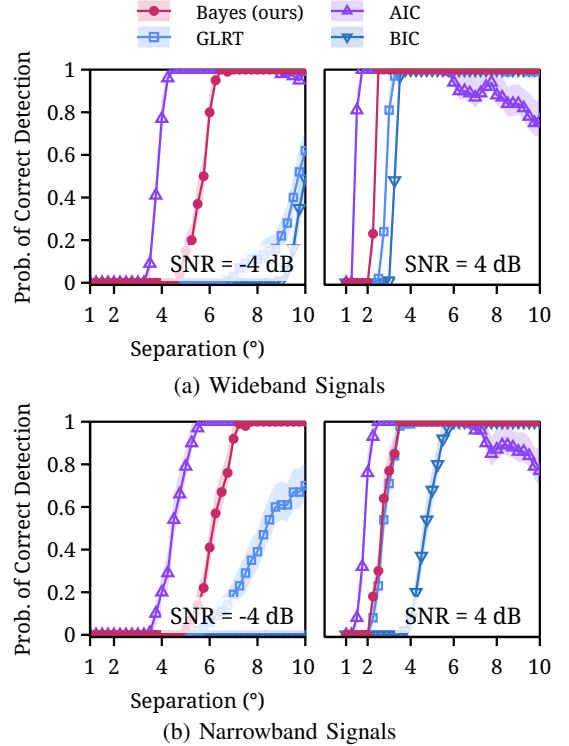 Bayes (ours) AIC
GLRT BIC
Prob. of Correct Detection
1
0.8
0.6
0.4
0.2
0
SNR = -4 dB SNR = 4 dB
1 2 4 6 8 10 1 2 4 6 8 10
Separation (°)
(a) Wideband Signals
Prob. of Correct Detection
1
0.8
0.6
0.4
0.2
0
SNR = -4 dB SNR = 4 dB
1 2 4 6 8 10 1 2 4 6 8 10
Separation (°)
(b) Narrowband Signals